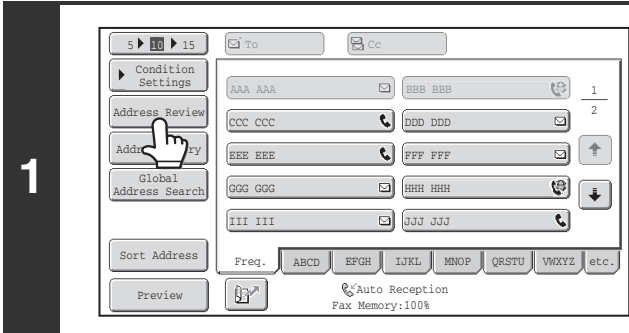 1
5 10 15
To
Cc
Condition
Settings
Address Review
Global
Address Search
Sort Address
Preview
AAA AAA
BBB BBB
CCC CCC
DDD DDD
EEE EEE
FFF FFF
GGG GGG
HHH HHH
III III
JJJ JJJ
1
2
Freq.
ABCD
EFGH
IJKL
MNOP
QRSTU
VWXYZ
etc.
Auto Reception
Fax Memory:100%